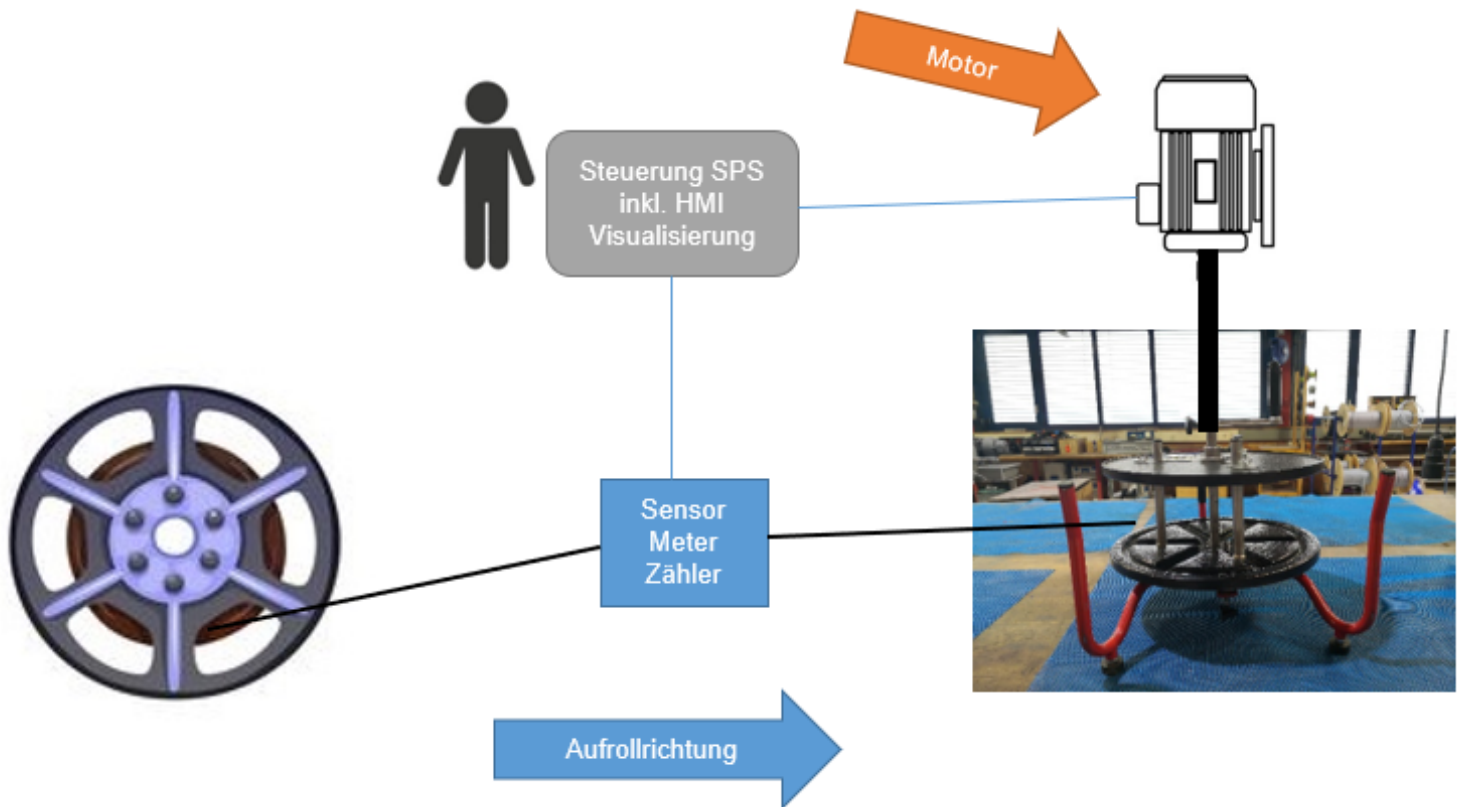 Motor
Steuerung SPS
inkl. HMI
Visualisierung
Sensor
Meter
Zähler
Aufrollrichtung